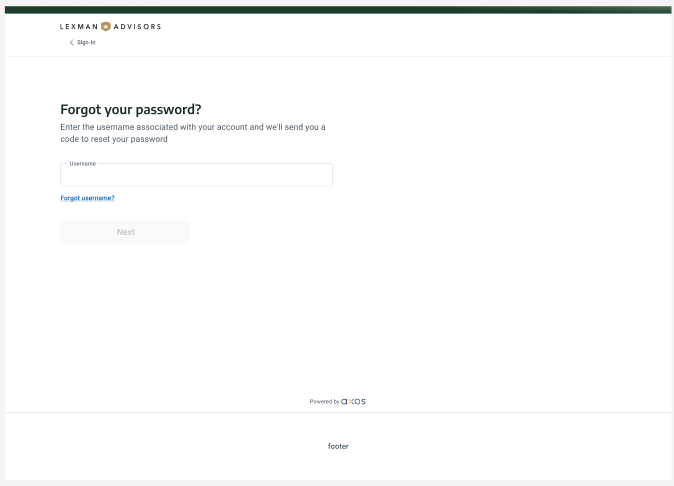 LEXMAN ADVISORS
Sign-In
Forgot your password?
Enter the username associated with your account and we'll send you a
code to reset your password
Username
Forgot username?
Next
Powered by axos
footer